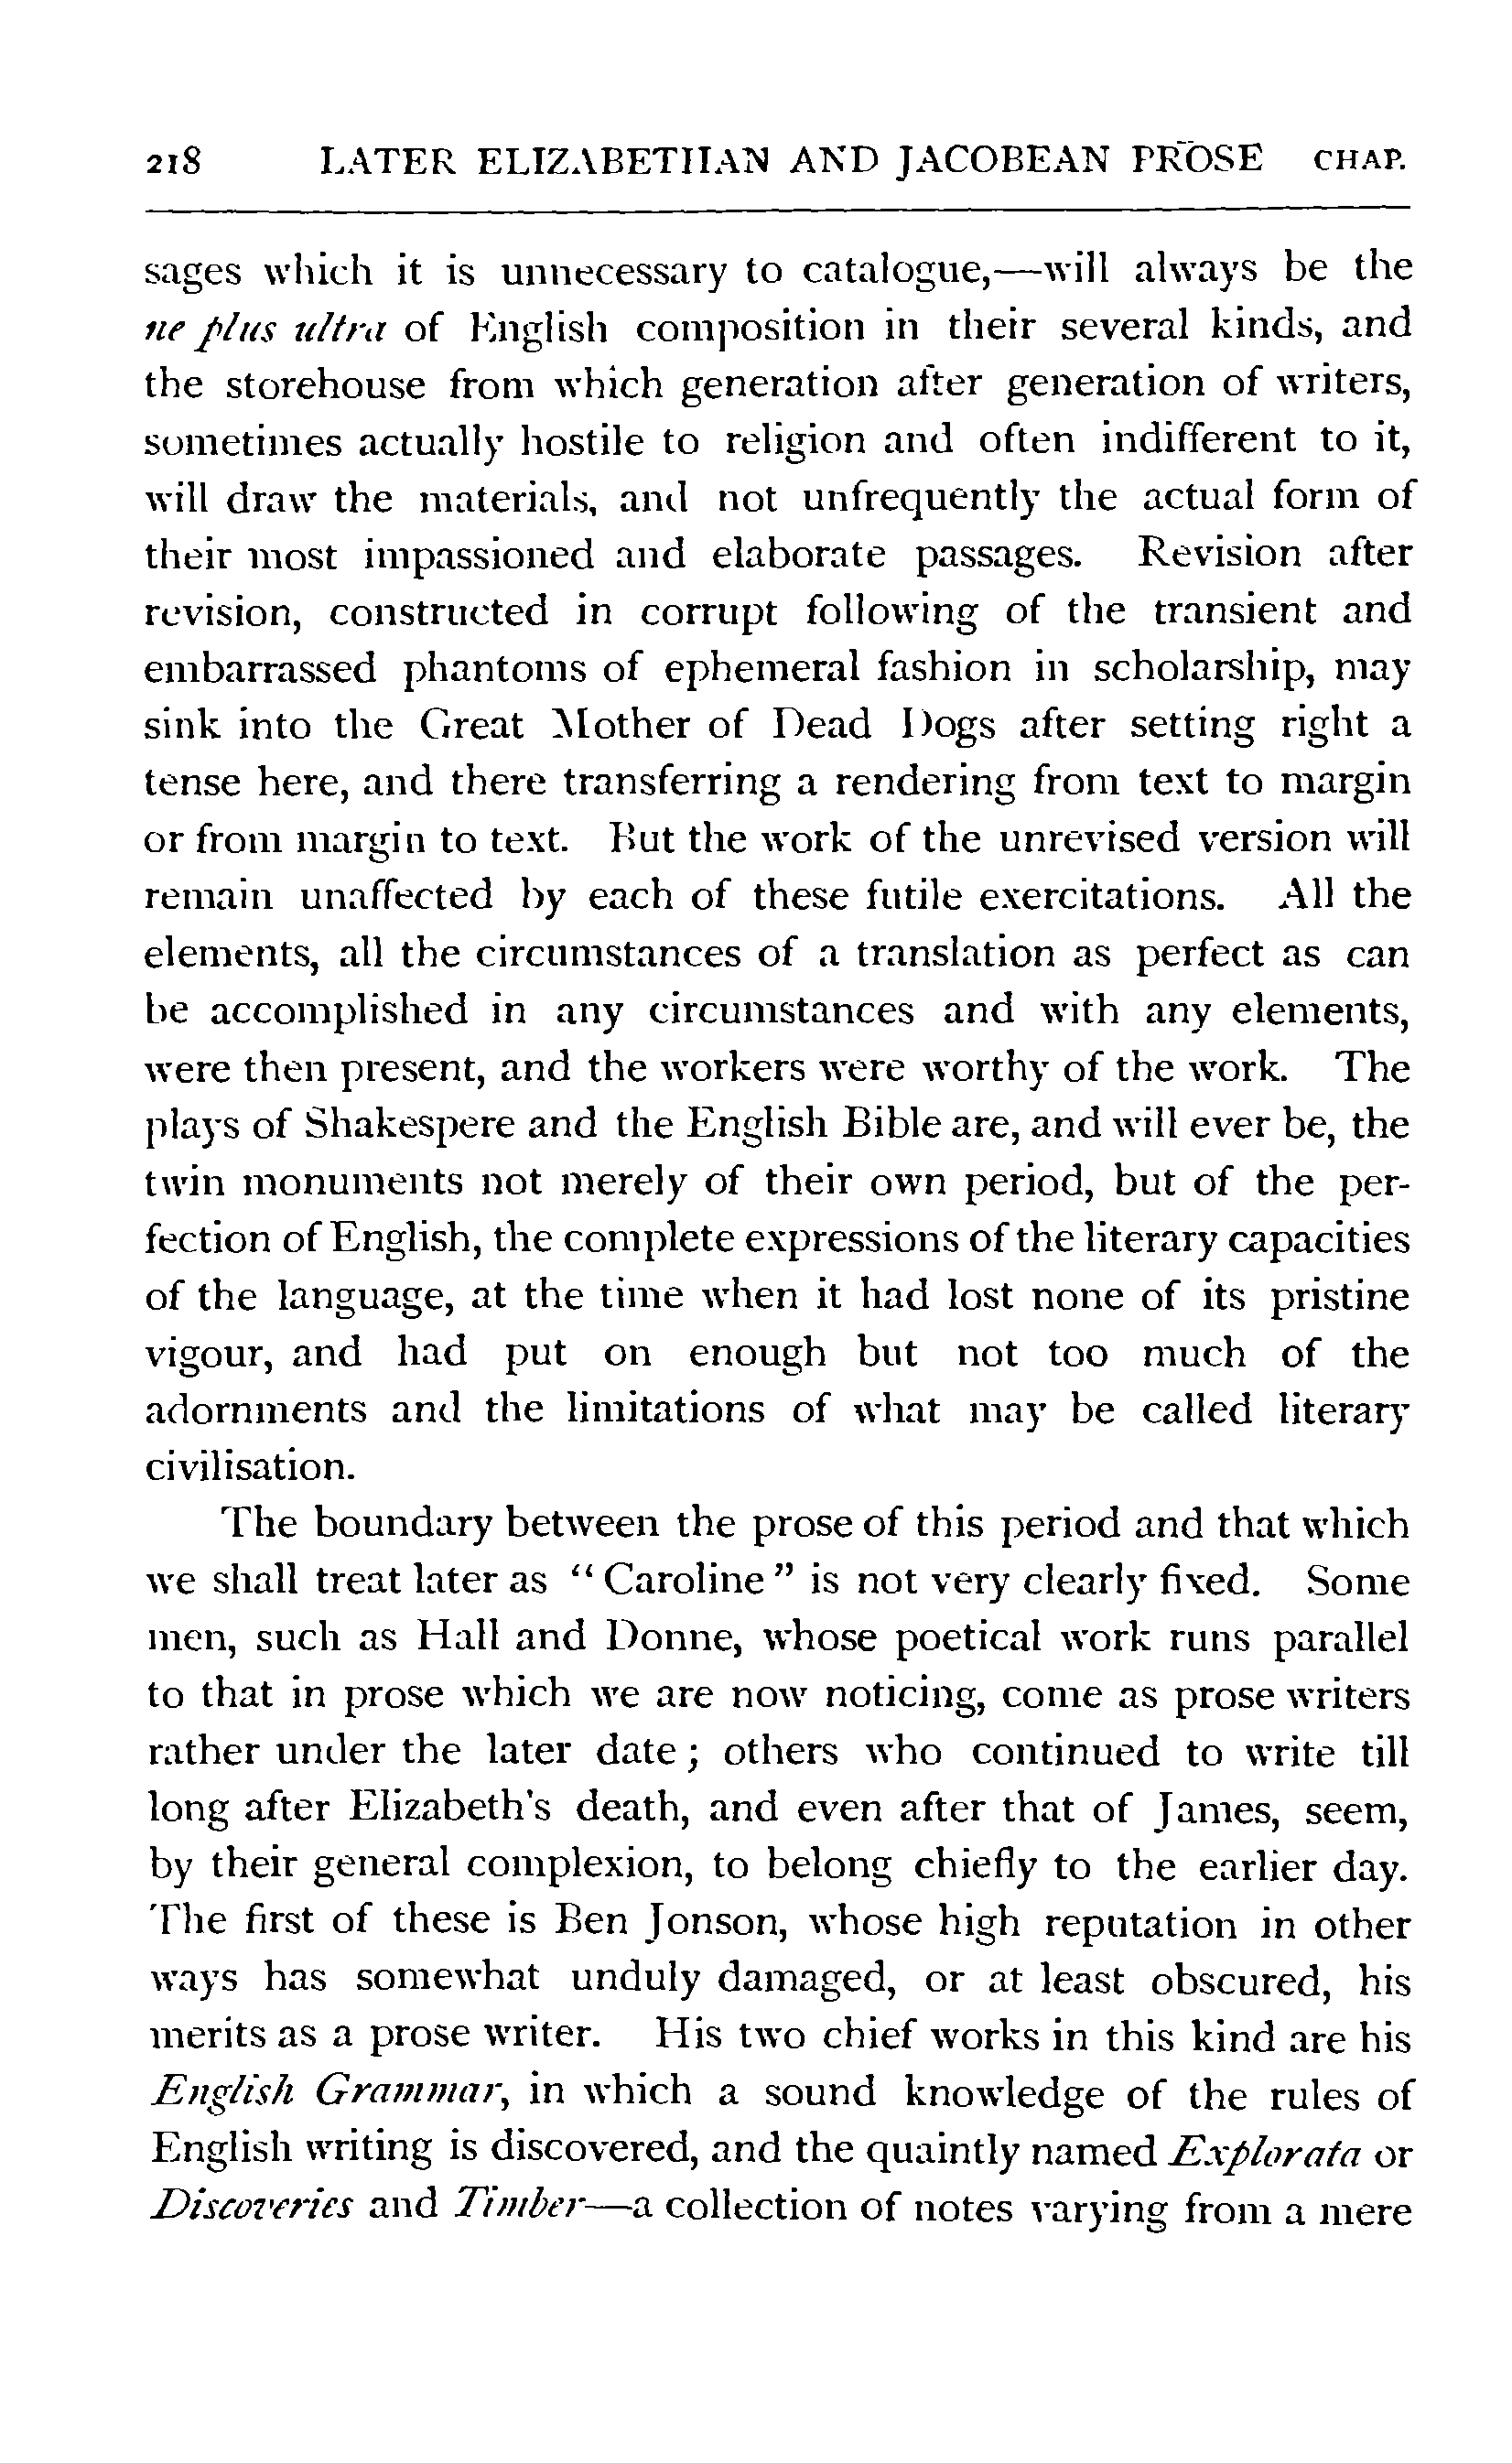 218 LATER ELIZABETHAN AND JACOBEAN PROSE CHAP.
sages which it is unnecessary to catalogue,—will always be the
ne plus ultra of English composition in their several kinds, and
the storehouse from which generation after generation of writers,
sometimes actually hostile to religion and often indifferent to it,
will draw the materials, and not unfrequently the actual form of
their most impassioned and elaborate passages. Revision after
revision, constructed in corrupt following of the transient and
embarrassed phantoms of ephemeral fashion in scholarship, may
sink into the Great Mother of Dead Dogs after setting right a
tense here, and there transferring a rendering from text to margin
or from margin to text. But the work of the unrevised version will
remain unaffected by each of these futile exercitations. All the
elements, all the circumstances of a translation as perfect as can
be accomplished in any circumstances and with any elements,
were then present, and the workers were worthy of the work. The
plays of Shakespere and the English Bible are, and will ever be, the
twin monuments not merely of their own period, but of the per-
fection of English, the complete expressions of the literary capacities
of the language, at the time when it had lost none of its pristine
vigour, and had put on enough but not too much of the
adornments and the limitations of what may be called literary
civilisation.
The boundary between the prose of this period and that which
we shall treat later as “Caroline” is not very clearly fixed. Some
men, such as Hall and Donne, whose poetical work runs parallel
to that in prose which we are now noticing, come as prose writers
rather under the later date; others who continued to write till
long after Elizabeth's death, and even after that of James, seem,
by their general complexion, to belong chiefly to the earlier day.
The first of these is Ben Jonson, whose high reputation in other
ways has somewhat unduly damaged, or at least obscured, his
merits as a prose writer. His two chief works in this kind are his
English Grammar, in which a sound knowledge of the rules of
English writing is discovered, and the quaintly named Explorata or
Discoveries and Timber—a collection of notes varying from a mere